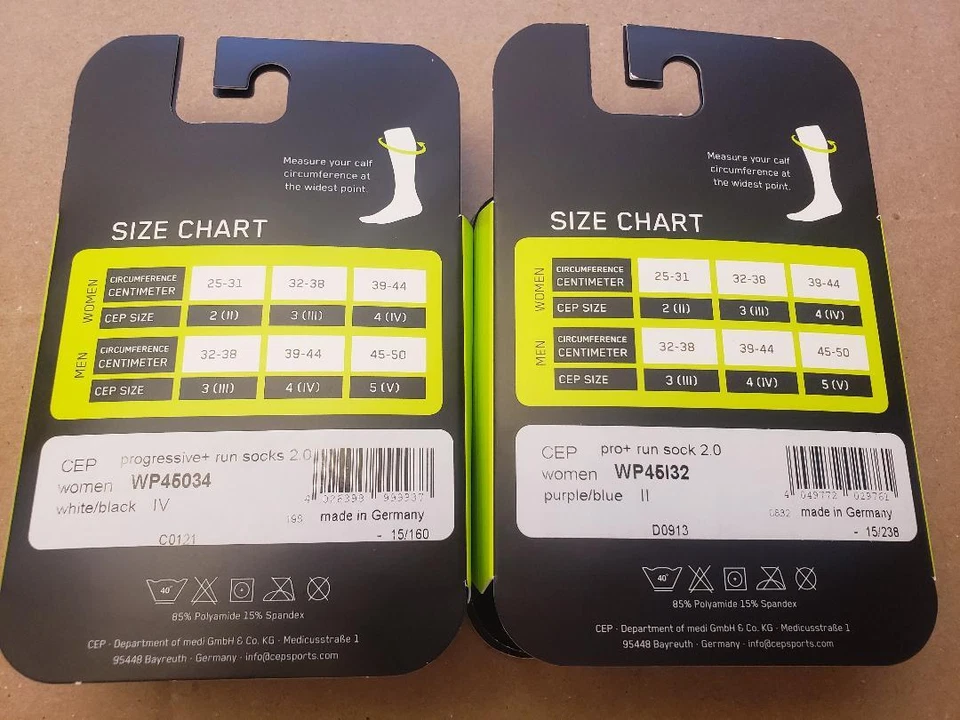 Measure your calf
circumference at
the widest point.
SIZE CHART
WOMEN
CIRCUMFERENCE
CENTIMETER
25-31
32-38
39-44
CEP SIZE
2 (II)
3 (III)
4 (IV)
MEN
CIRCUMFERENCE
CENTIMETER
32-38
39-44
45-50
CEP SIZE
3 (III)
4 (IV)
5 (V)
CEP progressive+ run socks 2.0
women WP45034
white/black IV
195 made in Germany
C0121 - 15/160
40°
85% Polyamide 15% Spandex
CEP · Department of medi GmbH & Co. KG · Medicusstraße 1
95448 Bayreuth · Germany · info@cepsports.com
Measure your calf
circumference at
the widest point.
SIZE CHART
WOMEN
CIRCUMFERENCE
CENTIMETER
25-31
32-38
39-44
CEP SIZE
2 (II)
3 (III)
4 (IV)
MEN
CIRCUMFERENCE
CENTIMETER
32-38
39-44
45-50
CEP SIZE
3 (III)
4 (IV)
5 (V)
CEP pro+ run sock 2.0
women WP45I32
purple/blue II
4 049772 029761
0832 made in Germany
D0913 - 15/238
40°
85% Polyamide 15% Spandex
CEP · Department of medi GmbH & Co. KG · Medicusstraße 1
95448 Bayreuth · Germany · info@cepsports.com